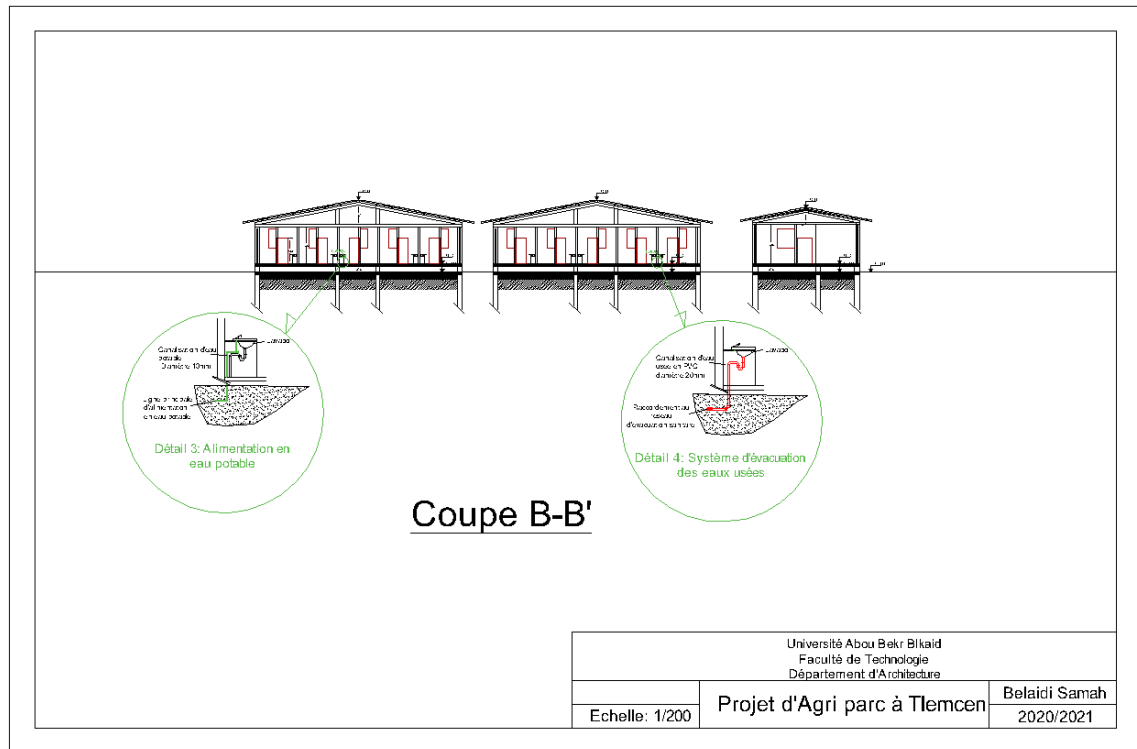 Canalisation d'eau
potable
Diamètre 13mm
Lavabo
Ligne principale
d'alimentation
en eau potable
Détail 3: Alimentation en
eau potable
Canalisation d'eau
usée en PVC
diamètre 20mm
Lavabo
Raccordement au
réseau
d'évacuation sanitaire
Détail 4: Système d'évacuation
des eaux usées
Coupe B-B'
Université Abou Bekr Blkaid
Faculté de Technologie
Département d'Architecture
Echelle: 1/200
Projet d'Agri parc à Tlemcen
Belaidi Samah
2020/2021